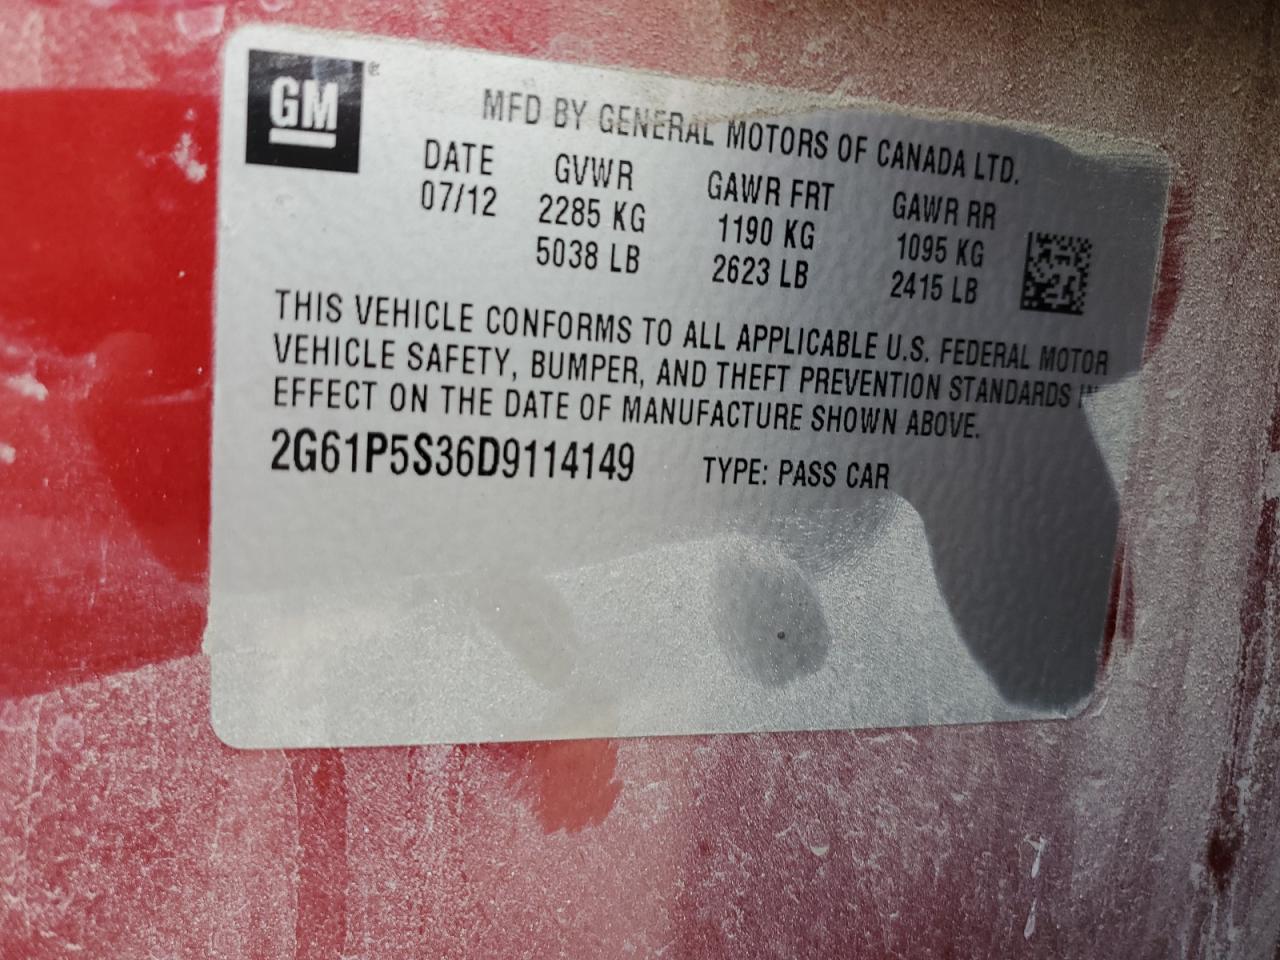 GM
MFD BY GENERAL MOTORS OF CANADA LTD.
DATE GVWR GAWR FRT GAWR RR
07/12 2285 KG 1190 KG 1095 KG
5038 LB 2623 LB 2415 LB
THIS VEHICLE CONFORMS TO ALL APPLICABLE U.S. FEDERAL MOTOR
VEHICLE SAFETY, BUMPER, AND THEFT PREVENTION STANDARDS IN
EFFECT ON THE DATE OF MANUFACTURE SHOWN ABOVE.
2G61P5S36D9114149 TYPE: PASS CAR